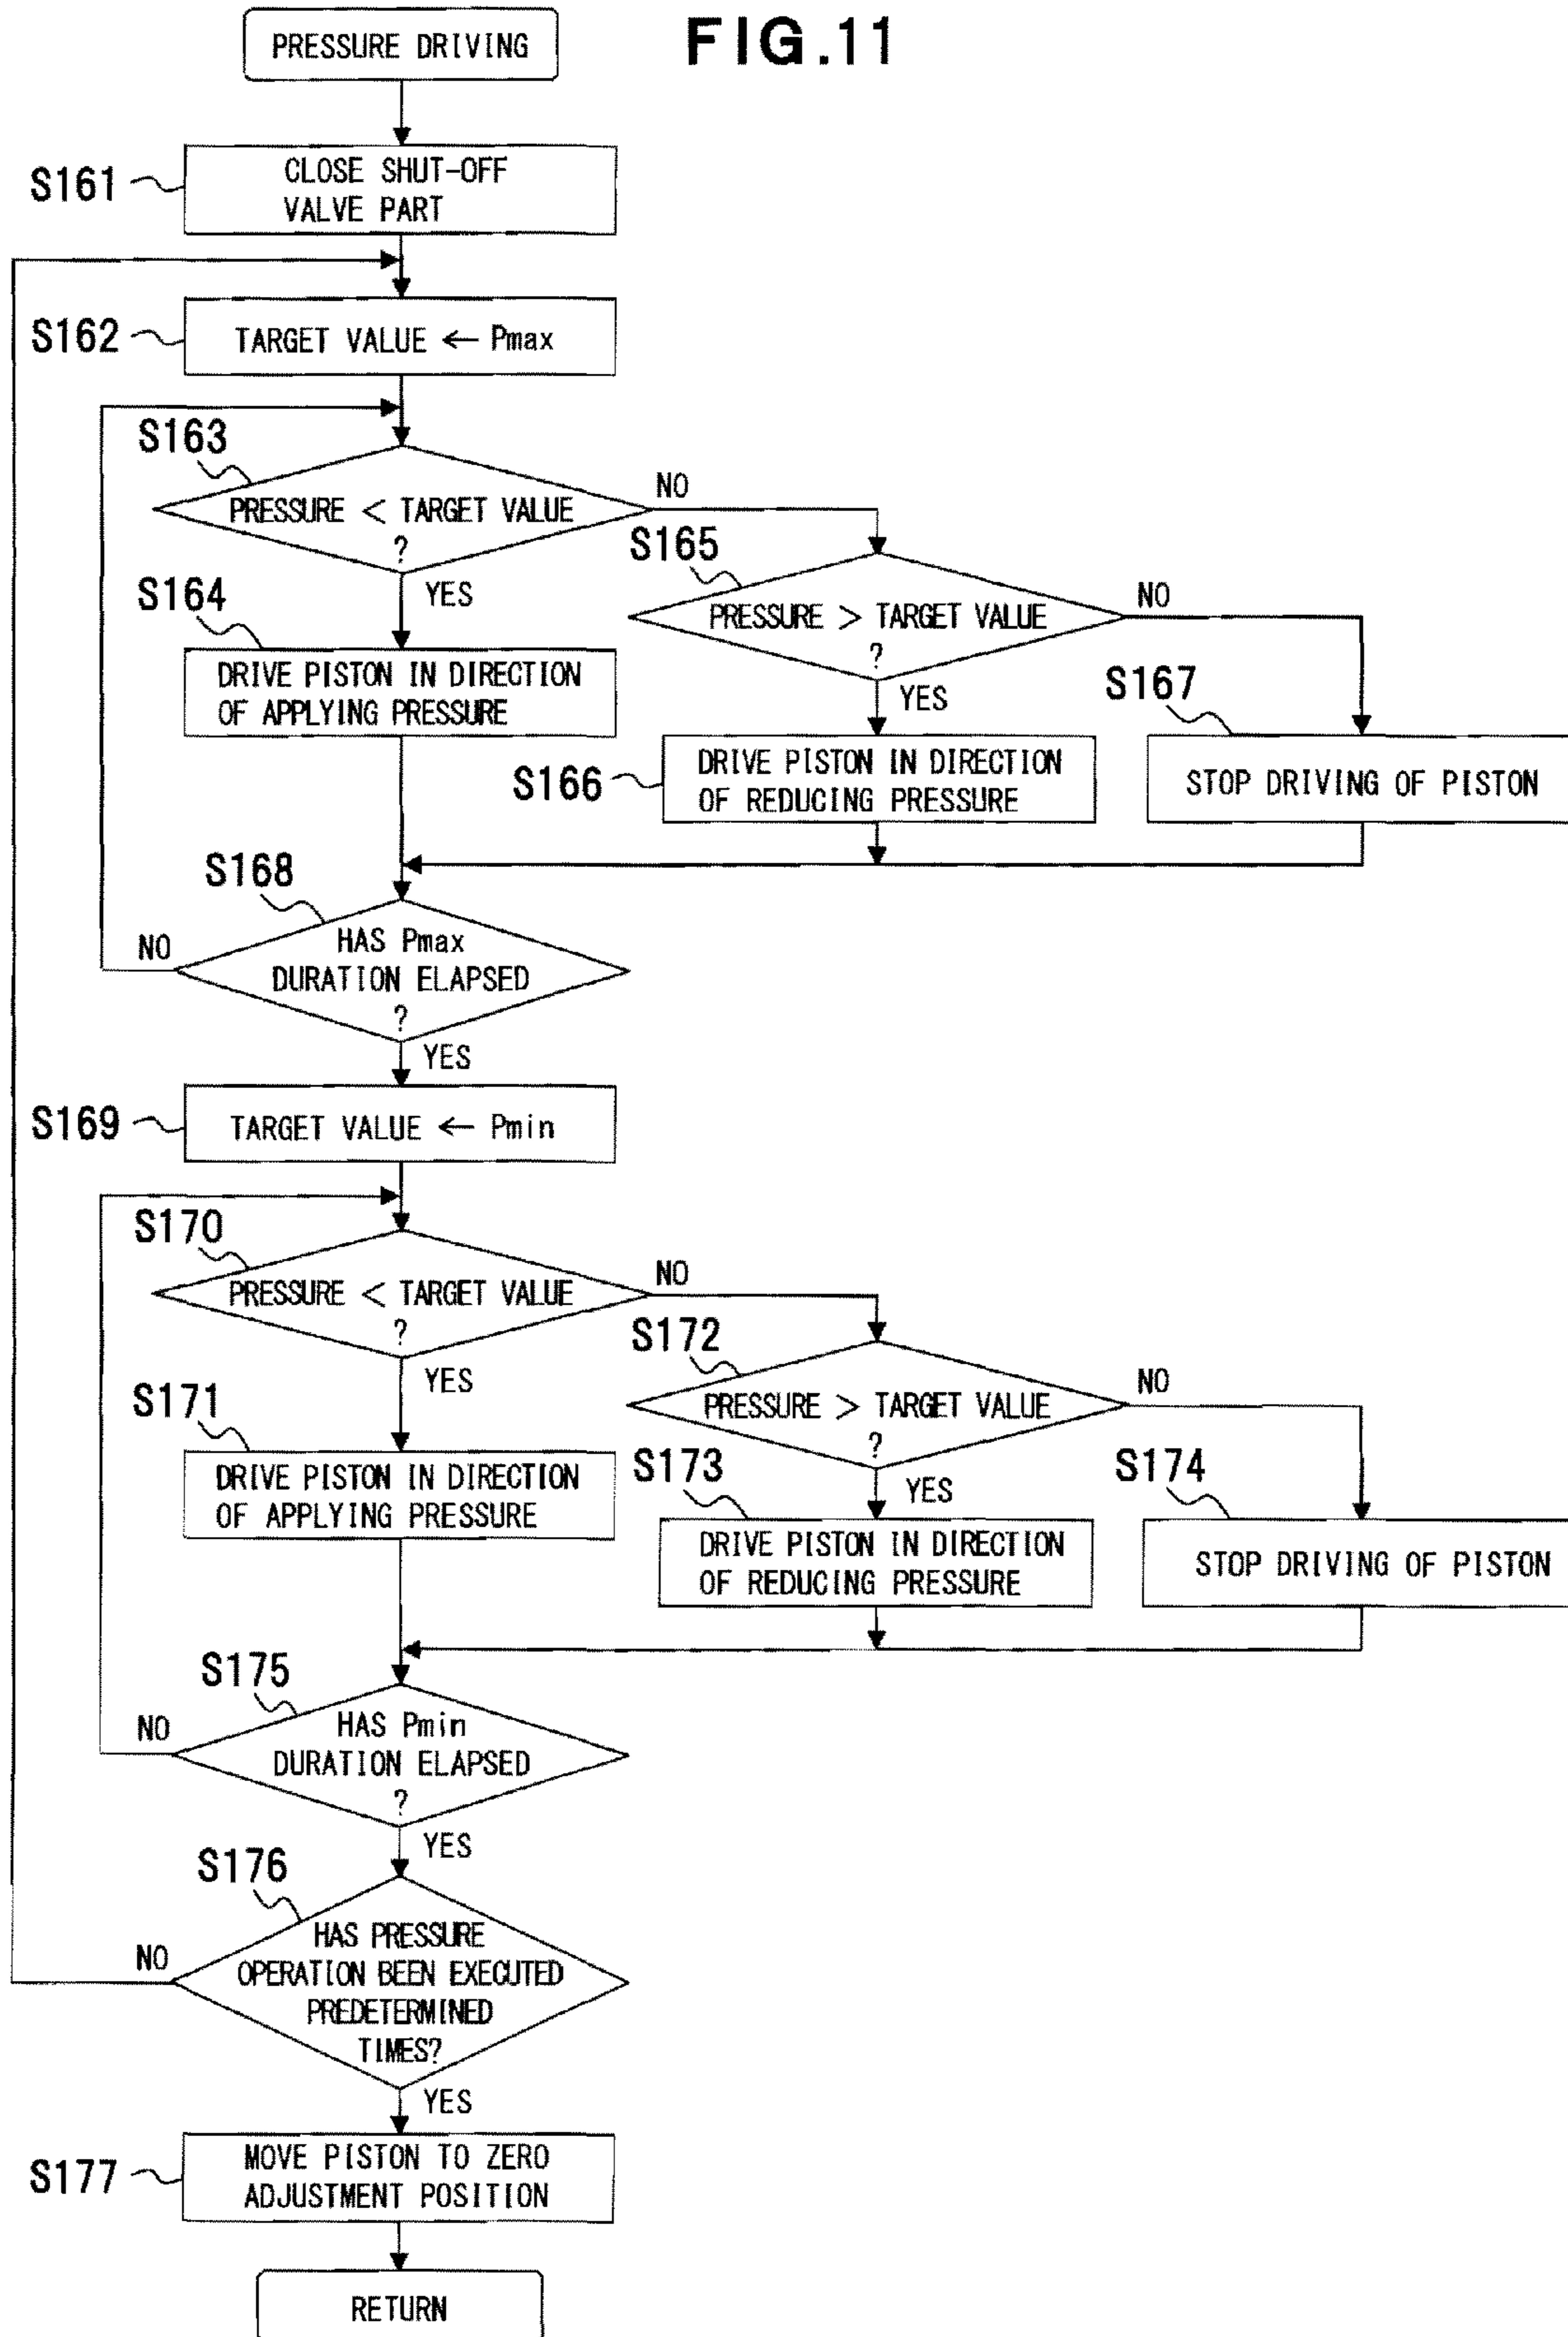 FIG.11
PRESSURE DRIVING
S161
CLOSE SHUT-OFF
VALVE PART
S162
TARGET VALUE ← Pmax
S163
PRESSURE < TARGET VALUE
?
NO
YES
S165
PRESSURE > TARGET VALUE
?
NO
YES
S164
DRIVE PISTON IN DIRECTION
OF APPLYING PRESSURE
S166
DRIVE PISTON IN DIRECTION
OF REDUCING PRESSURE
S167
STOP DRIVING OF PISTON
S168
HAS Pmax
DURATION ELAPSED
?
NO
YES
S169
TARGET VALUE ← Pmin
S170
PRESSURE < TARGET VALUE
?
NO
YES
S172
PRESSURE > TARGET VALUE
?
NO
YES
S171
DRIVE PISTON IN DIRECTION
OF APPLYING PRESSURE
S173
DRIVE PISTON IN DIRECTION
OF REDUCING PRESSURE
S174
STOP DRIVING OF PISTON
S175
HAS Pmin
DURATION ELAPSED
?
NO
YES
S176
HAS PRESSURE
OPERATION BEEN EXECUTED
PREDETERMINED
TIMES?
NO
YES
S177
MOVE PISTON TO ZERO
ADJUSTMENT POSITION
RETURN